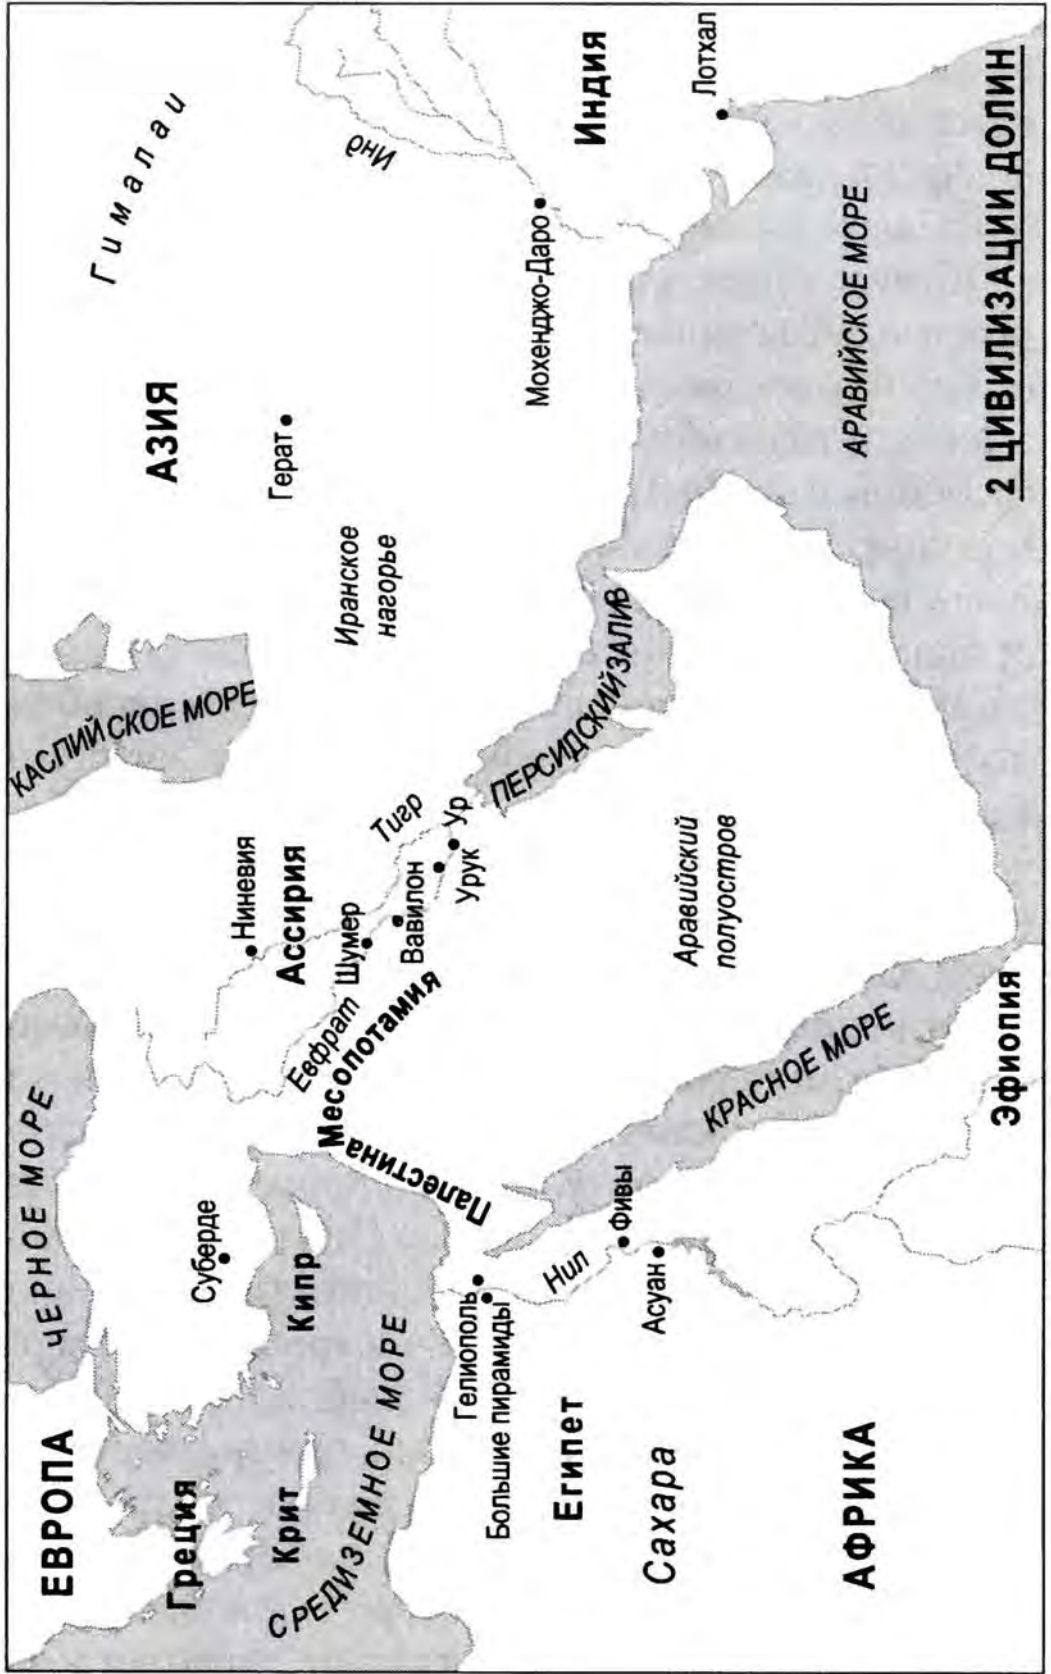 ЕВРОПА
ЧЕРНОЕ МОРЕ
КАСПИЙСКОЕ МОРЕ
АЗИЯ
Гималаи
Греция
Крит
Кипр
Суберде
СРЕДИЗЕМНОЕ МОРЕ
Ниневия
Ассирия
Тигр
Евфрат
Шумер
Месопотамия
Вавилон
Урук
Ур
Палестина
Иранское
нагорье
Герат
Инд
Мохенджо-Даро
Индия
Лотхал
ПЕРСИДСКИЙ ЗАЛИВ
Гелиополь
Большие пирамиды
Нил
Египет
Фивы
Асуан
Сахара
АФРИКА
КРАСНОЕ МОРЕ
Аравийский
полуостров
Эфиопия
АРАВИЙСКОЕ МОРЕ
2 ЦИВИЛИЗАЦИИ ДОЛИН